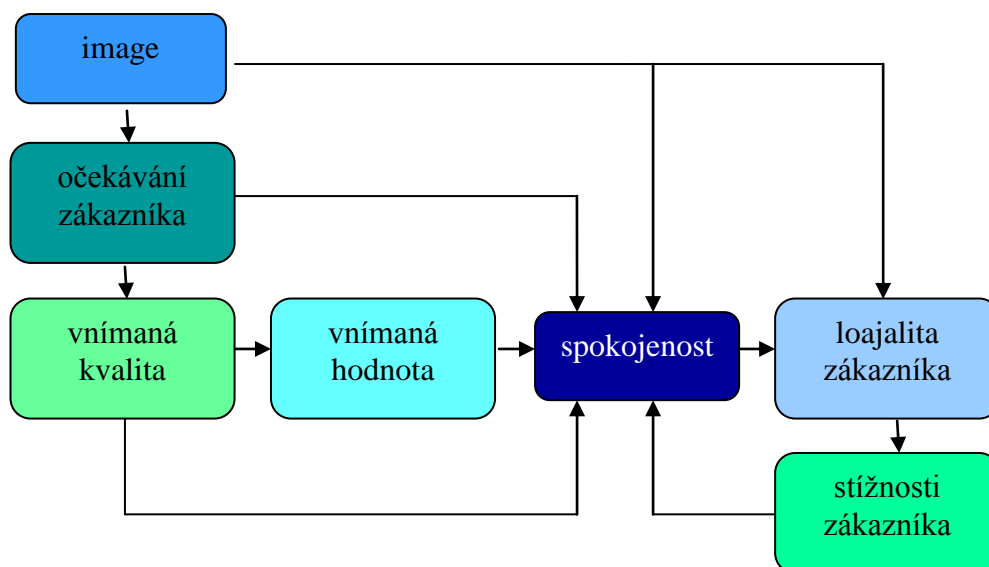 image
očekávání
zákazníka
vnímaná
kvalita
vnímaná
hodnota
spokojenost
loajalita
zákazníka
stížnosti
zákazníka